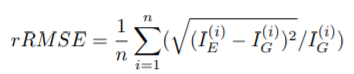 rRMSE = \frac{1}{n} \sum_{i=1}^{n} (\sqrt{(I_E^{(i)} - I_G^{(i)})^2} / I_G^{(i)})